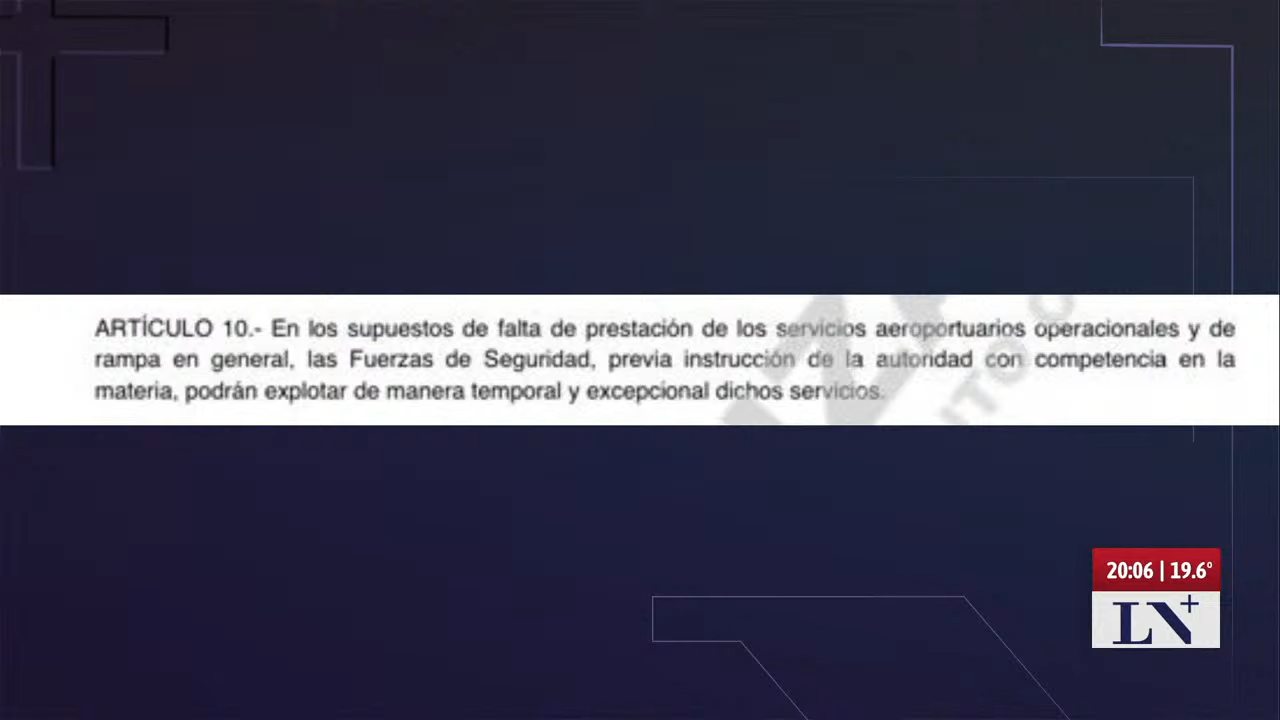 ARTÍCULO 10.- En los supuestos de falta de prestación de los servicios aeroportuarios operacionales y de
rampa en general, las Fuerzas de Seguridad, previa instrucción de la autoridad con competencia en la
materia, podrán explotar de manera temporal y excepcional dichos servicios.
20:06 | 19.6°
LN+